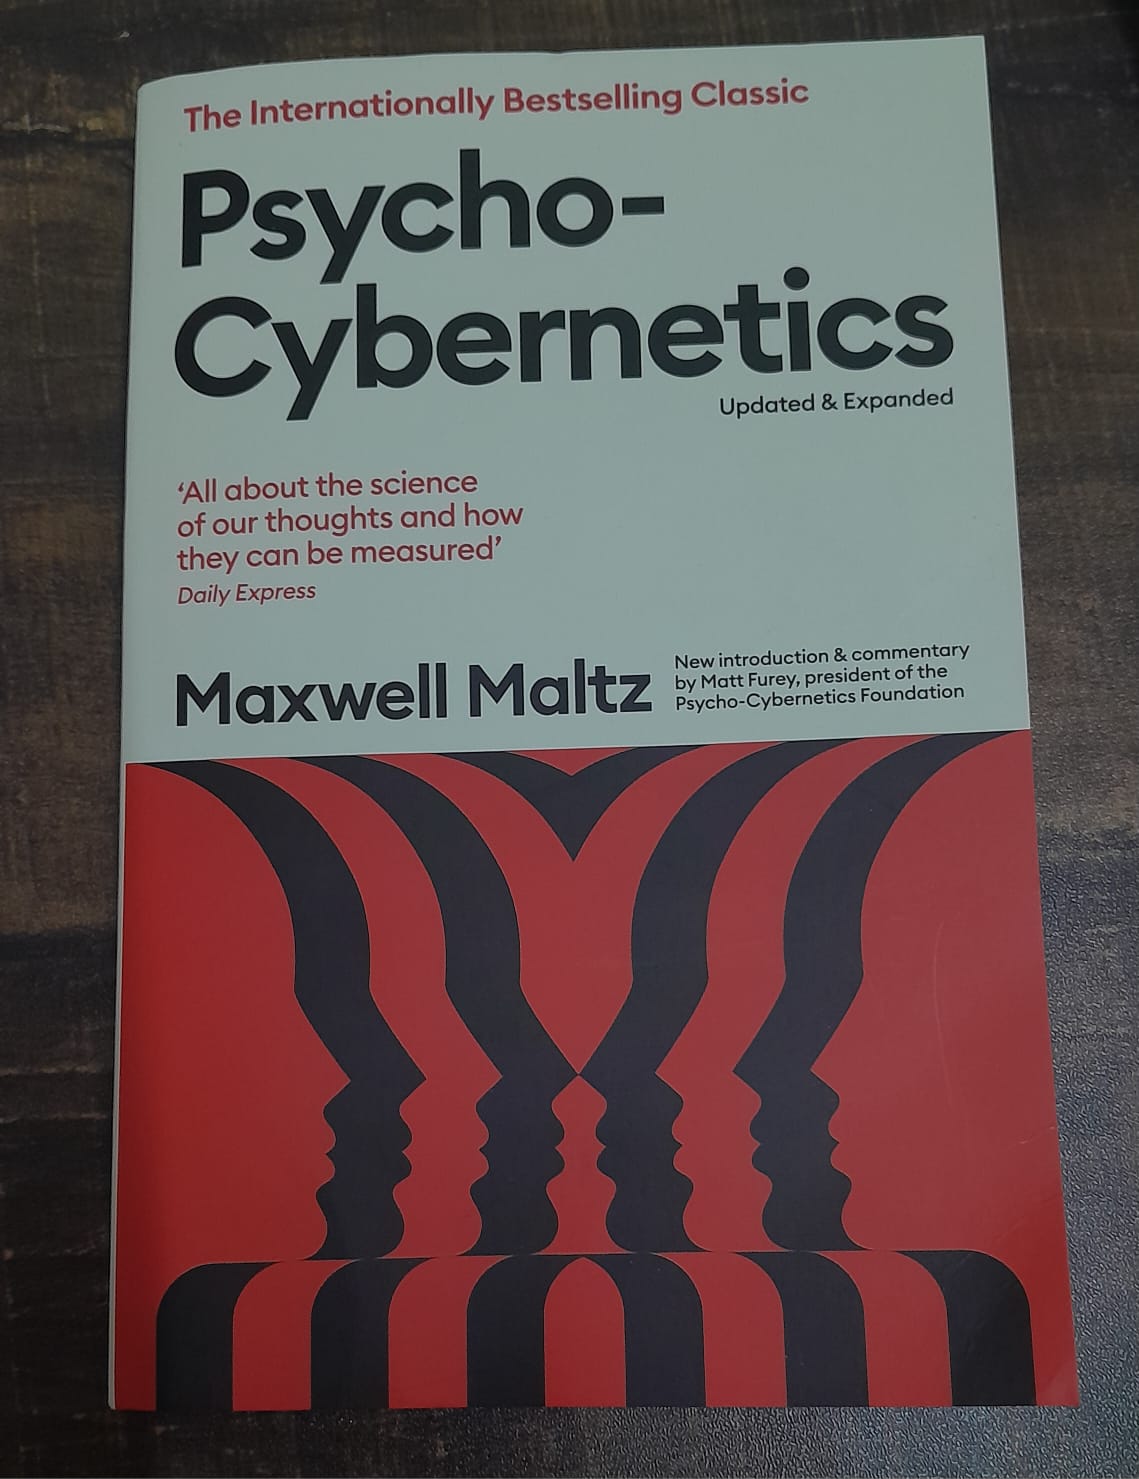 The Internationally Bestselling Classic
Psycho-
Cybernetics
Updated & Expanded
‘All about the science
of our thoughts and how
they can be measured’
Daily Express
Maxwell Maltz
New introduction & commentary
by Matt Furey, president of the
Psycho-Cybernetics Foundation